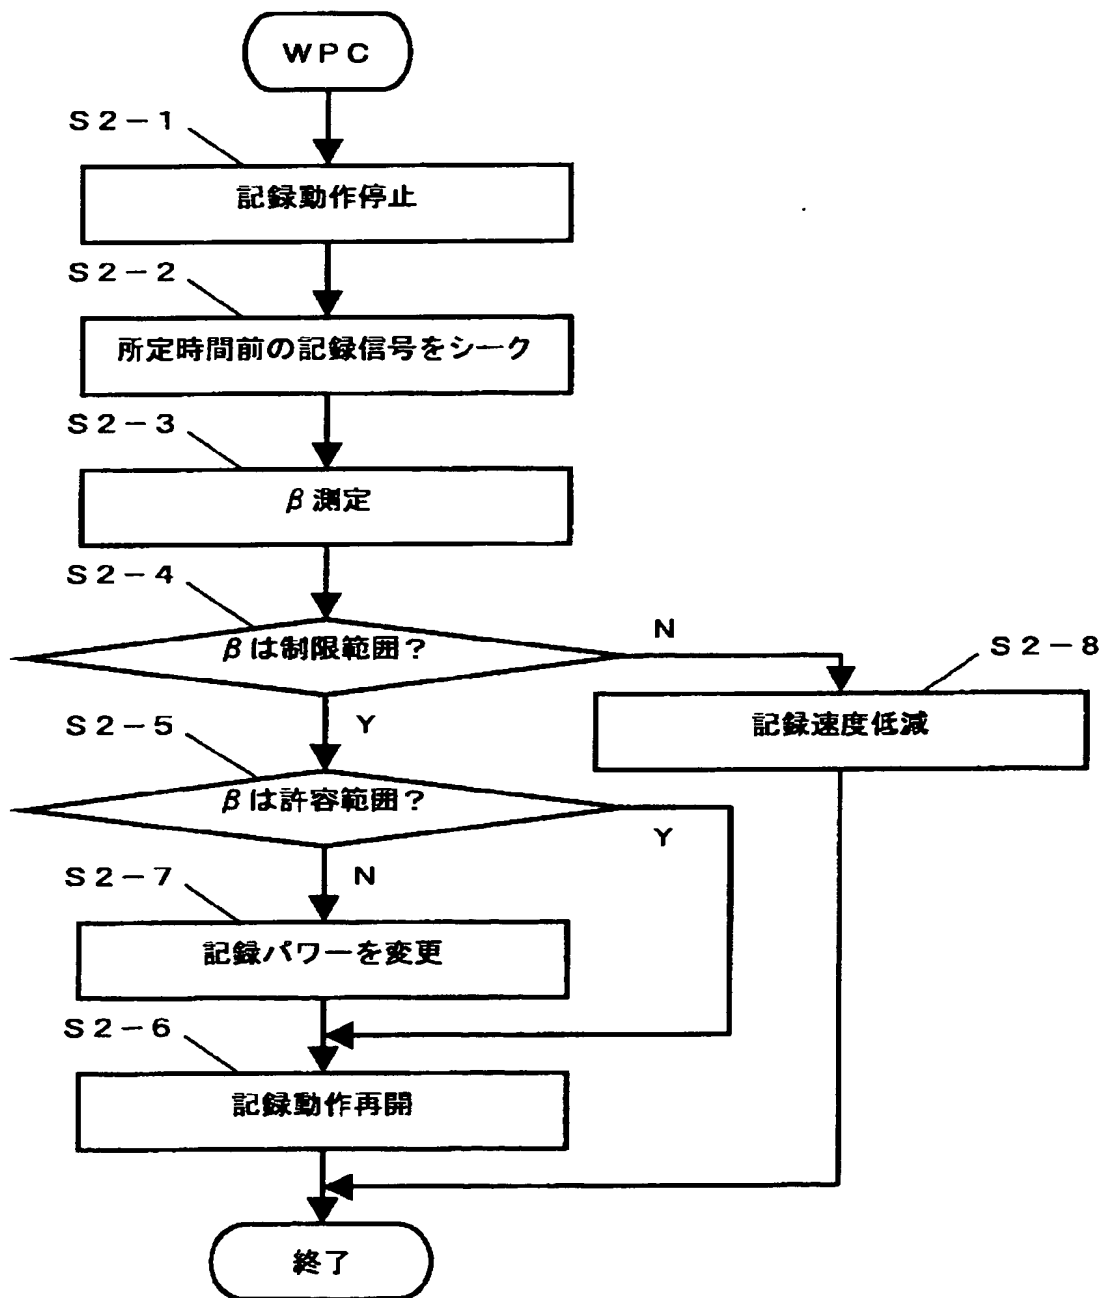 WPC
S2-1
記録動作停止
S2-2
所定時間前の記録信号をシーク
S2-3
β測定
S2-4
βは制限範囲?
N
S2-8
記録速度低減
Y
S2-5
βは許容範囲?
Y
N
S2-7
記録パワーを変更
S2-6
記録動作再開
終了